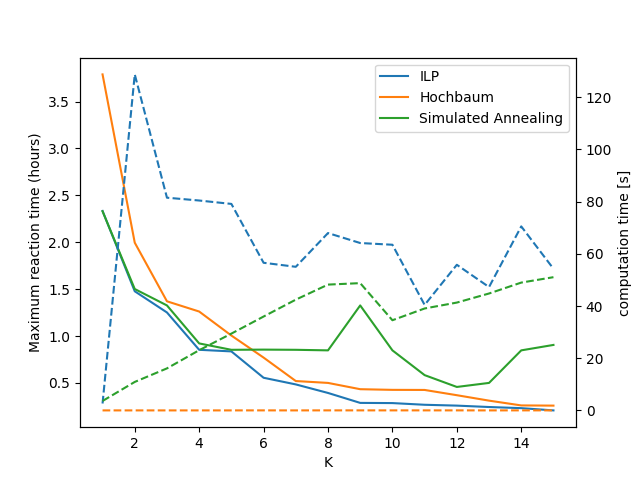 ILP
Hochbaum
Simulated Annealing
Maximum reaction time (hours)
3.5
3.0
2.5
2.0
1.5
1.0
0.5
120
100
80
60
40
20
0
computation time [s]
2 4 6 8 10 12 14
K